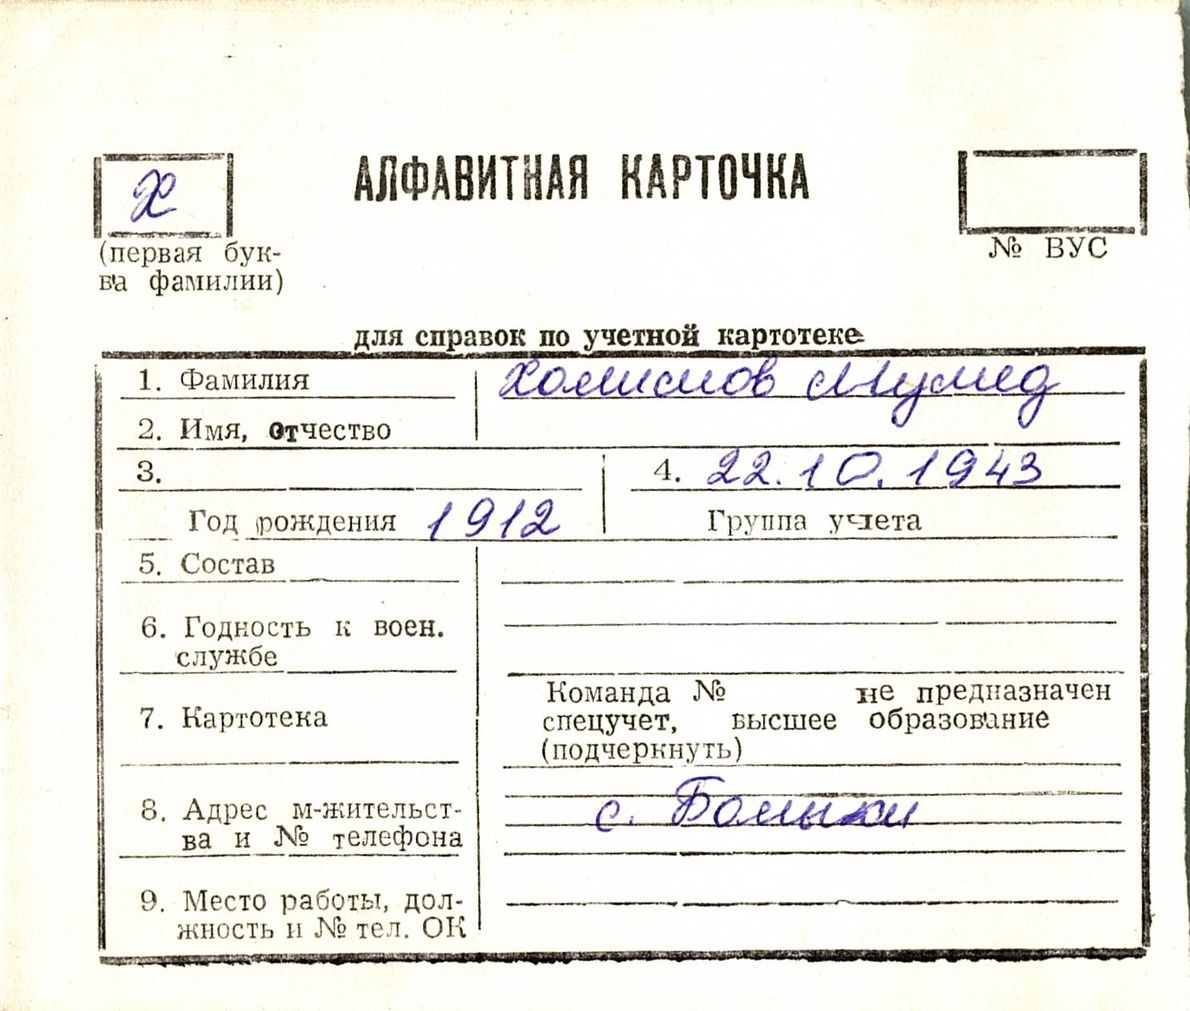 Х
АЛФАВИТНАЯ КАРТОЧКА
(первая бук-
ва фамилии)
№ ВУС
для справок по учетной картотеке
1. Фамилия Холисмов Мумед
2. Имя, отчество
3.
4. 22.10.1943
Год рождения 1912
Группа учета
5. Состав
6. Годность к воен.
службе
7. Картотека
Команда № не предназначен
спецучет, высшее образование
(подчеркнуть)
8. Адрес м-жительст-
ва и № телефона
с.
9. Место работы, дол-
жность и № тел. ОК